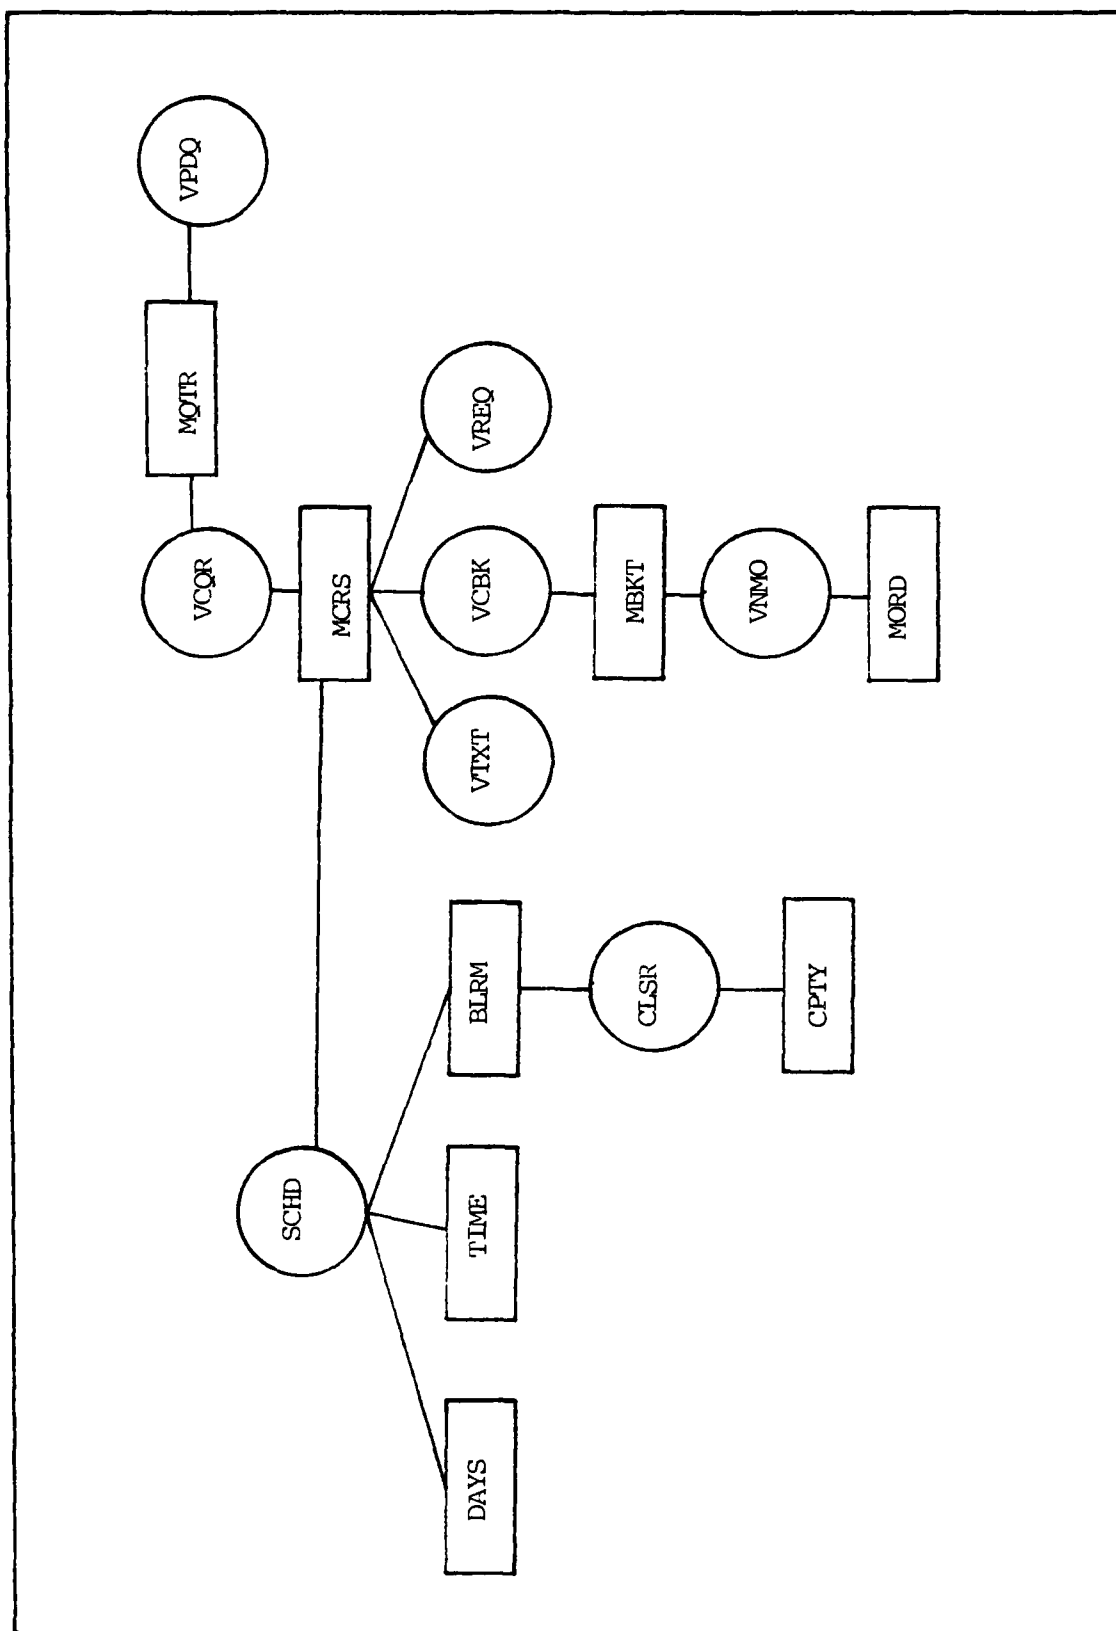 VPDQ
MQTR
VCQR
MCRS
VREQ
VCBK
VTXT
MBKT
VNMO
MORD
SCHD
BLRM
TIME
DAYS
CLSR
CPTY